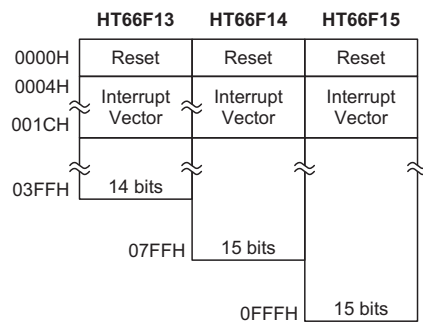 HT66F13 HT66F14 HT66F15
0000H Reset Reset Reset
0004H
Interrupt Interrupt Interrupt
Vector Vector Vector
001CH
03FFH 14 bits
07FFH 15 bits
0FFFH 15 bits